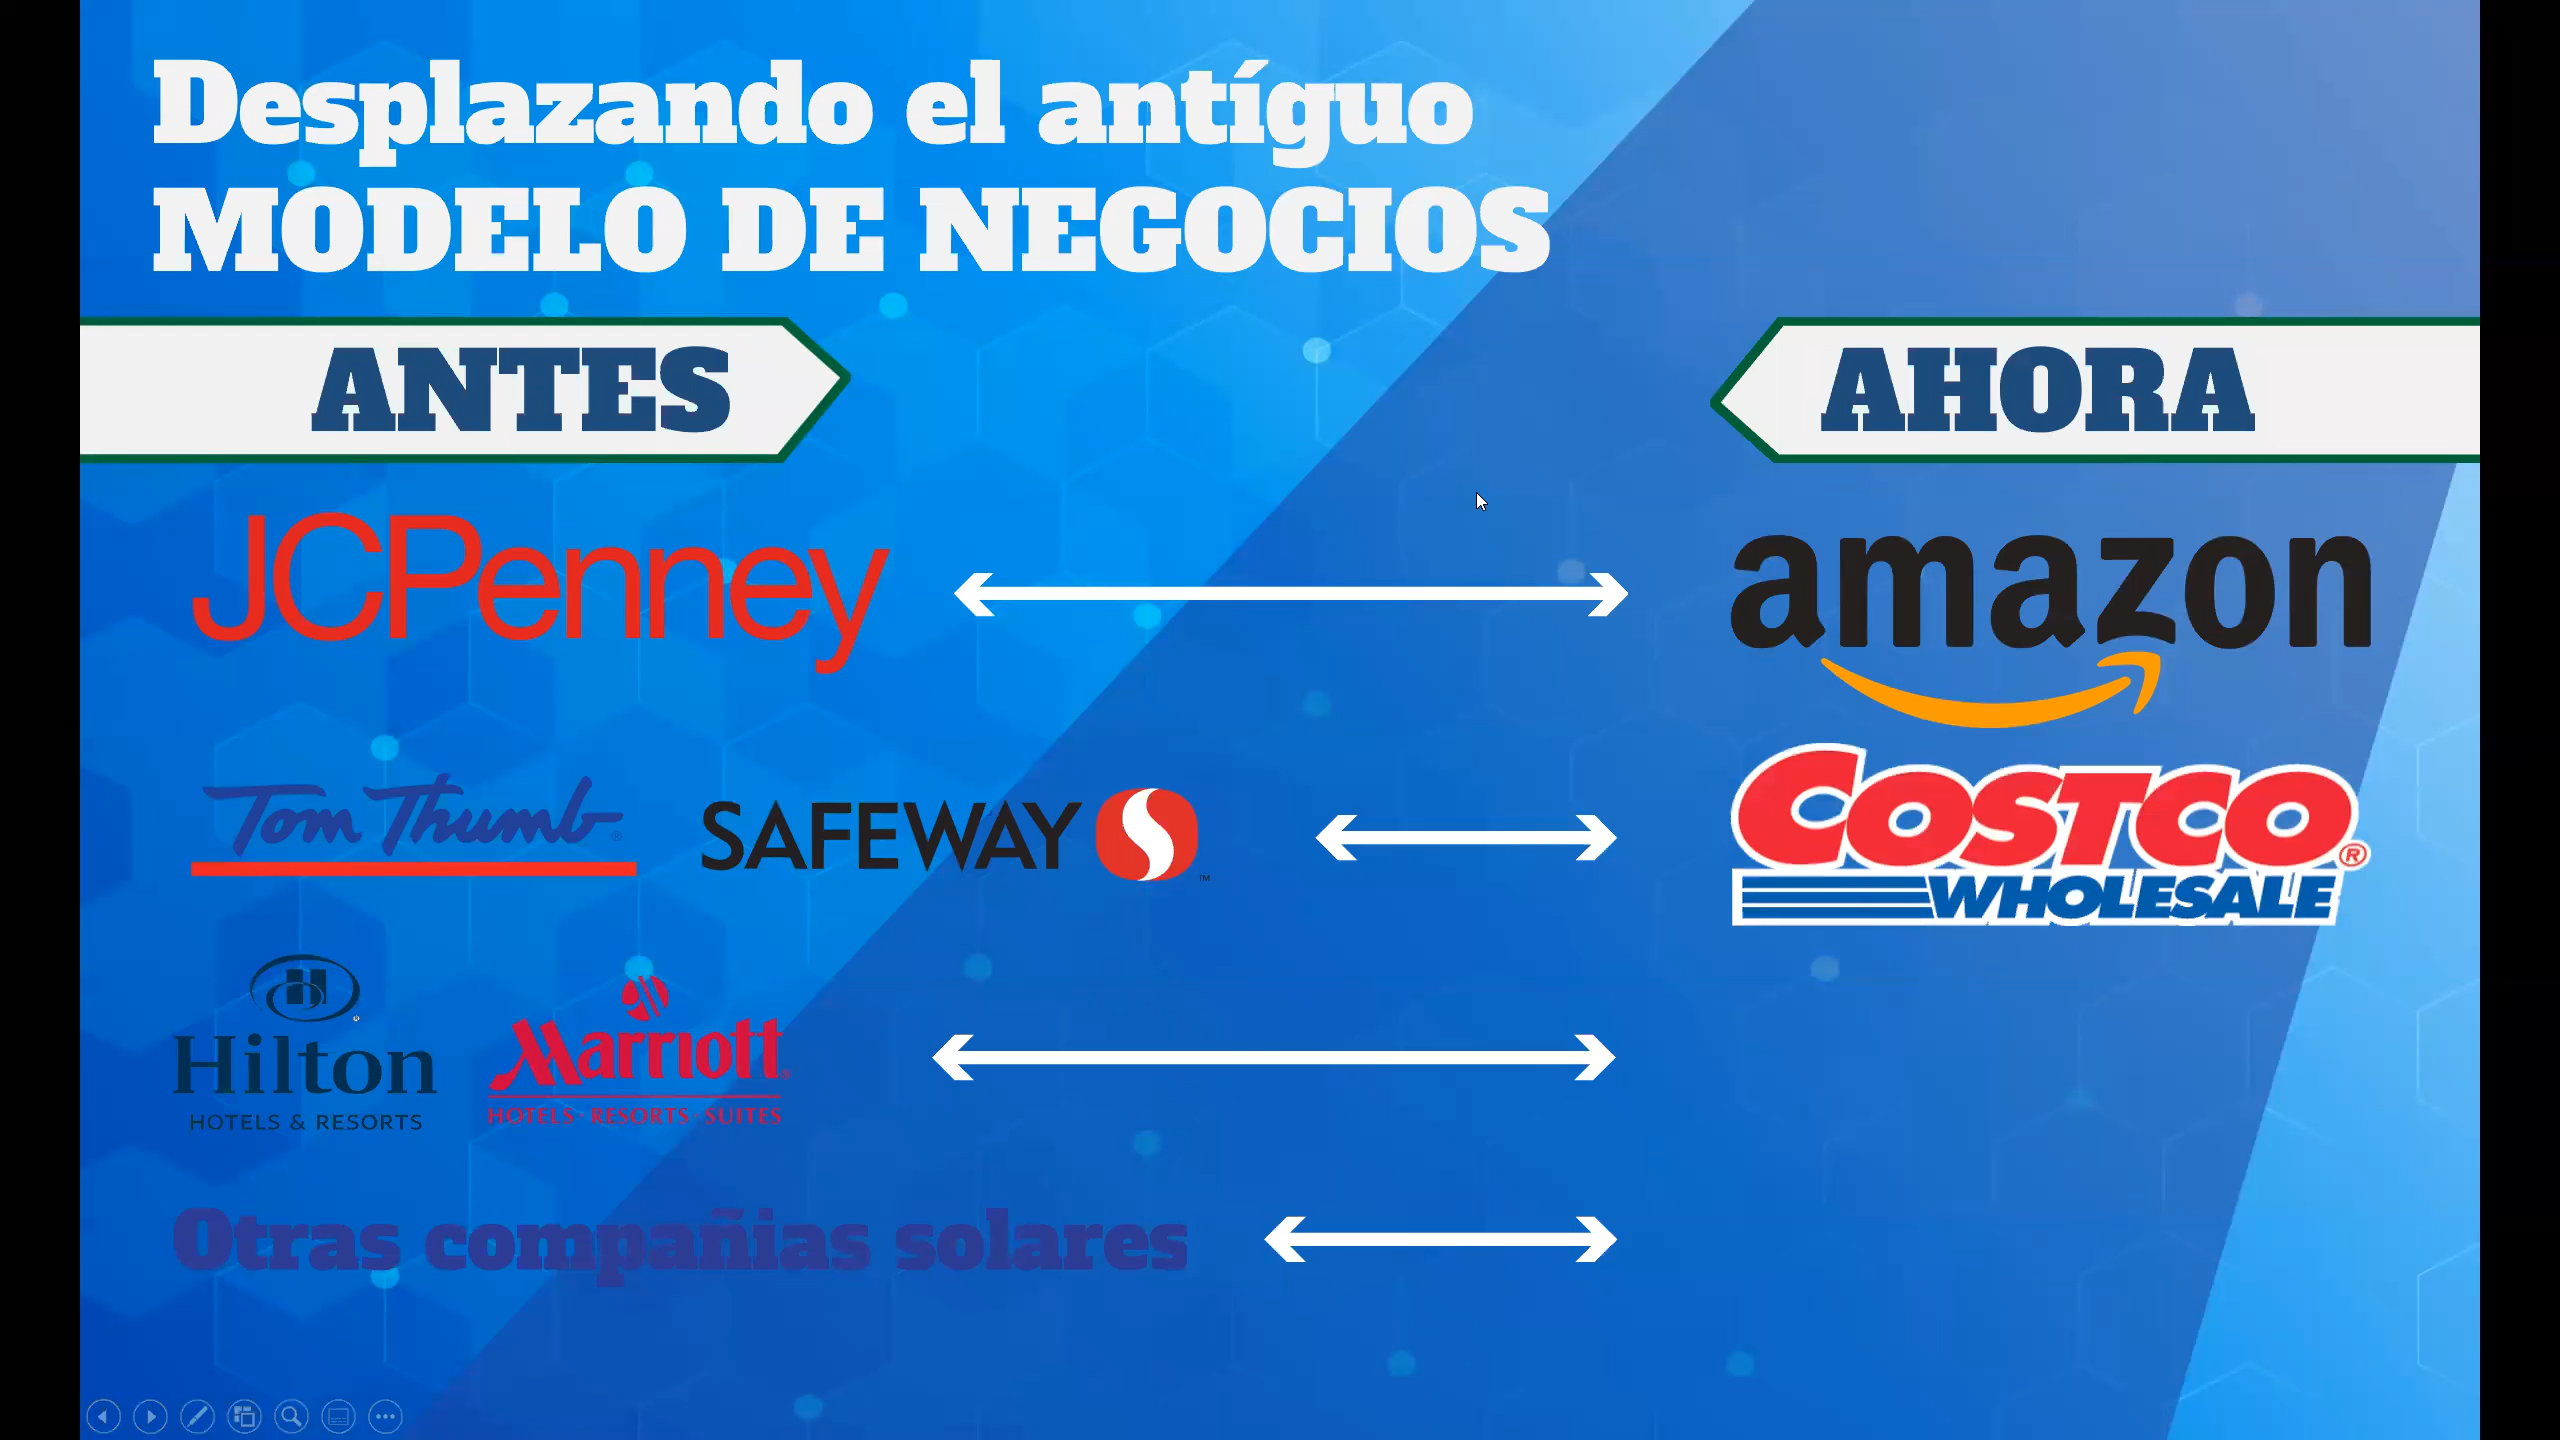 Desplazando el antíguo
MODELO DE NEGOCIOS
ANTES
AHORA
JCPenney
amazon
Tom Thumb®
SAFEWAY™
COSTCO®
WHOLESALE
Hilton®
HOTELS & RESORTS
Marriott®
HOTELS · RESORTS · SUITES
Otras compañias solares